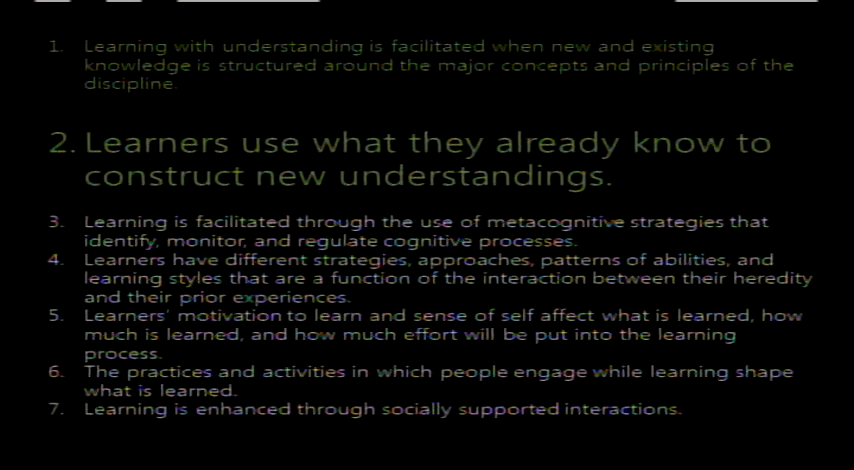 1. Learning with understanding is facilitated when new and existing
knowledge is structured around the major concepts and principles of the
discipline.
2. Learners use what they already know to
construct new understandings.
3. Learning is facilitated through the use of metacognitive strategies that
identify, monitor, and regulate cognitive processes.
4. Learners have different strategies, approaches, patterns of abilities, and
learning styles that are a function of the interaction between their heredity
and their prior experiences.
5. Learners' motivation to learn and sense of self affect what is learned, how
much is learned, and how much effort will be put into the learning
process.
6. The practices and activities in which people engage while learning shape
what is learned.
7. Learning is enhanced through socially supported interactions.